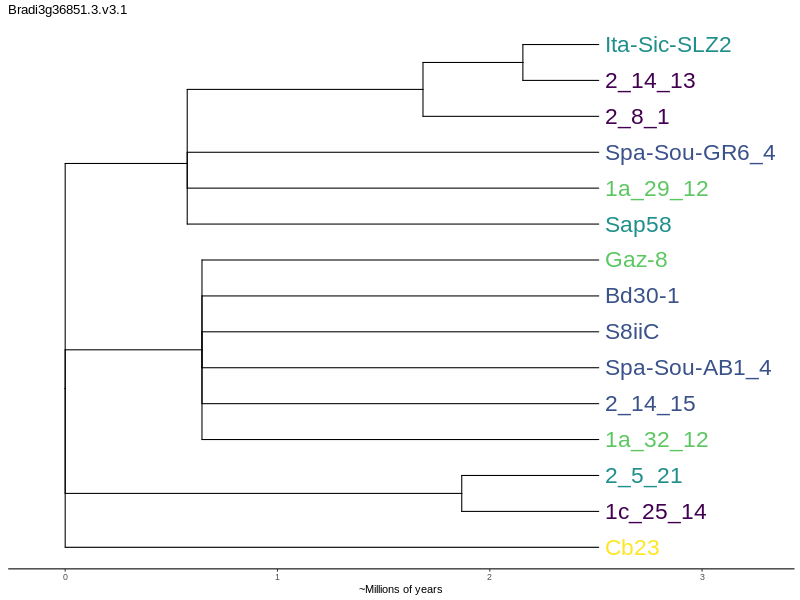 Bradi3g36851.3.v3.1
Ita-Sic-SLZ2
2_14_13
2_8_1
Spa-Sou-GR6_4
1a_29_12
Sap58
Gaz-8
Bd30-1
S8iiC
Spa-Sou-AB1_4
2_14_15
1a_32_12
2_5_21
1c_25_14
Cb23
0 1 2 3
~Millions of years